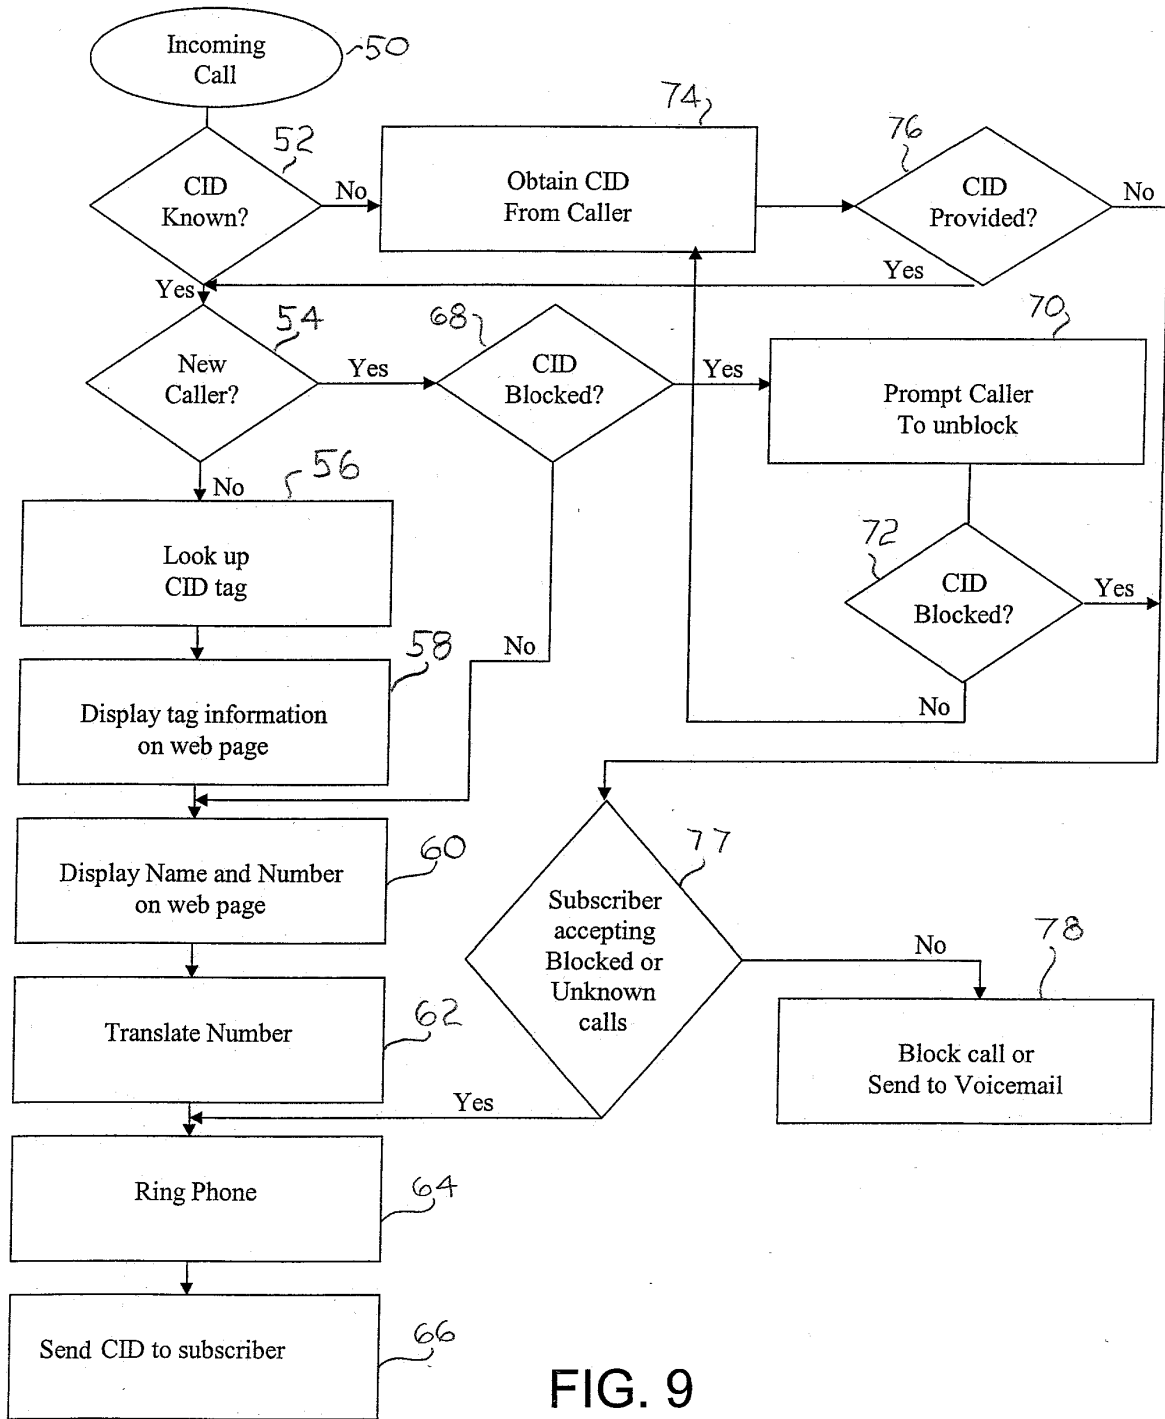 Incoming
Call
50
52
CID
Known?
No
74
Obtain CID
From Caller
76
CID
Provided?
No
Yes
Yes
54
New
Caller?
Yes
68
CID
Blocked?
Yes
70
Prompt Caller
To unblock
No
56
Look up
CID tag
72
CID
Blocked?
Yes
No
No
58
Display tag information
on web page
60
Display Name and Number
on web page
77
Subscriber
accepting
Blocked or
Unknown
calls
No
78
Block call or
Send to Voicemail
62
Translate Number
Yes
64
Ring Phone
66
Send CID to subscriber
FIG. 9